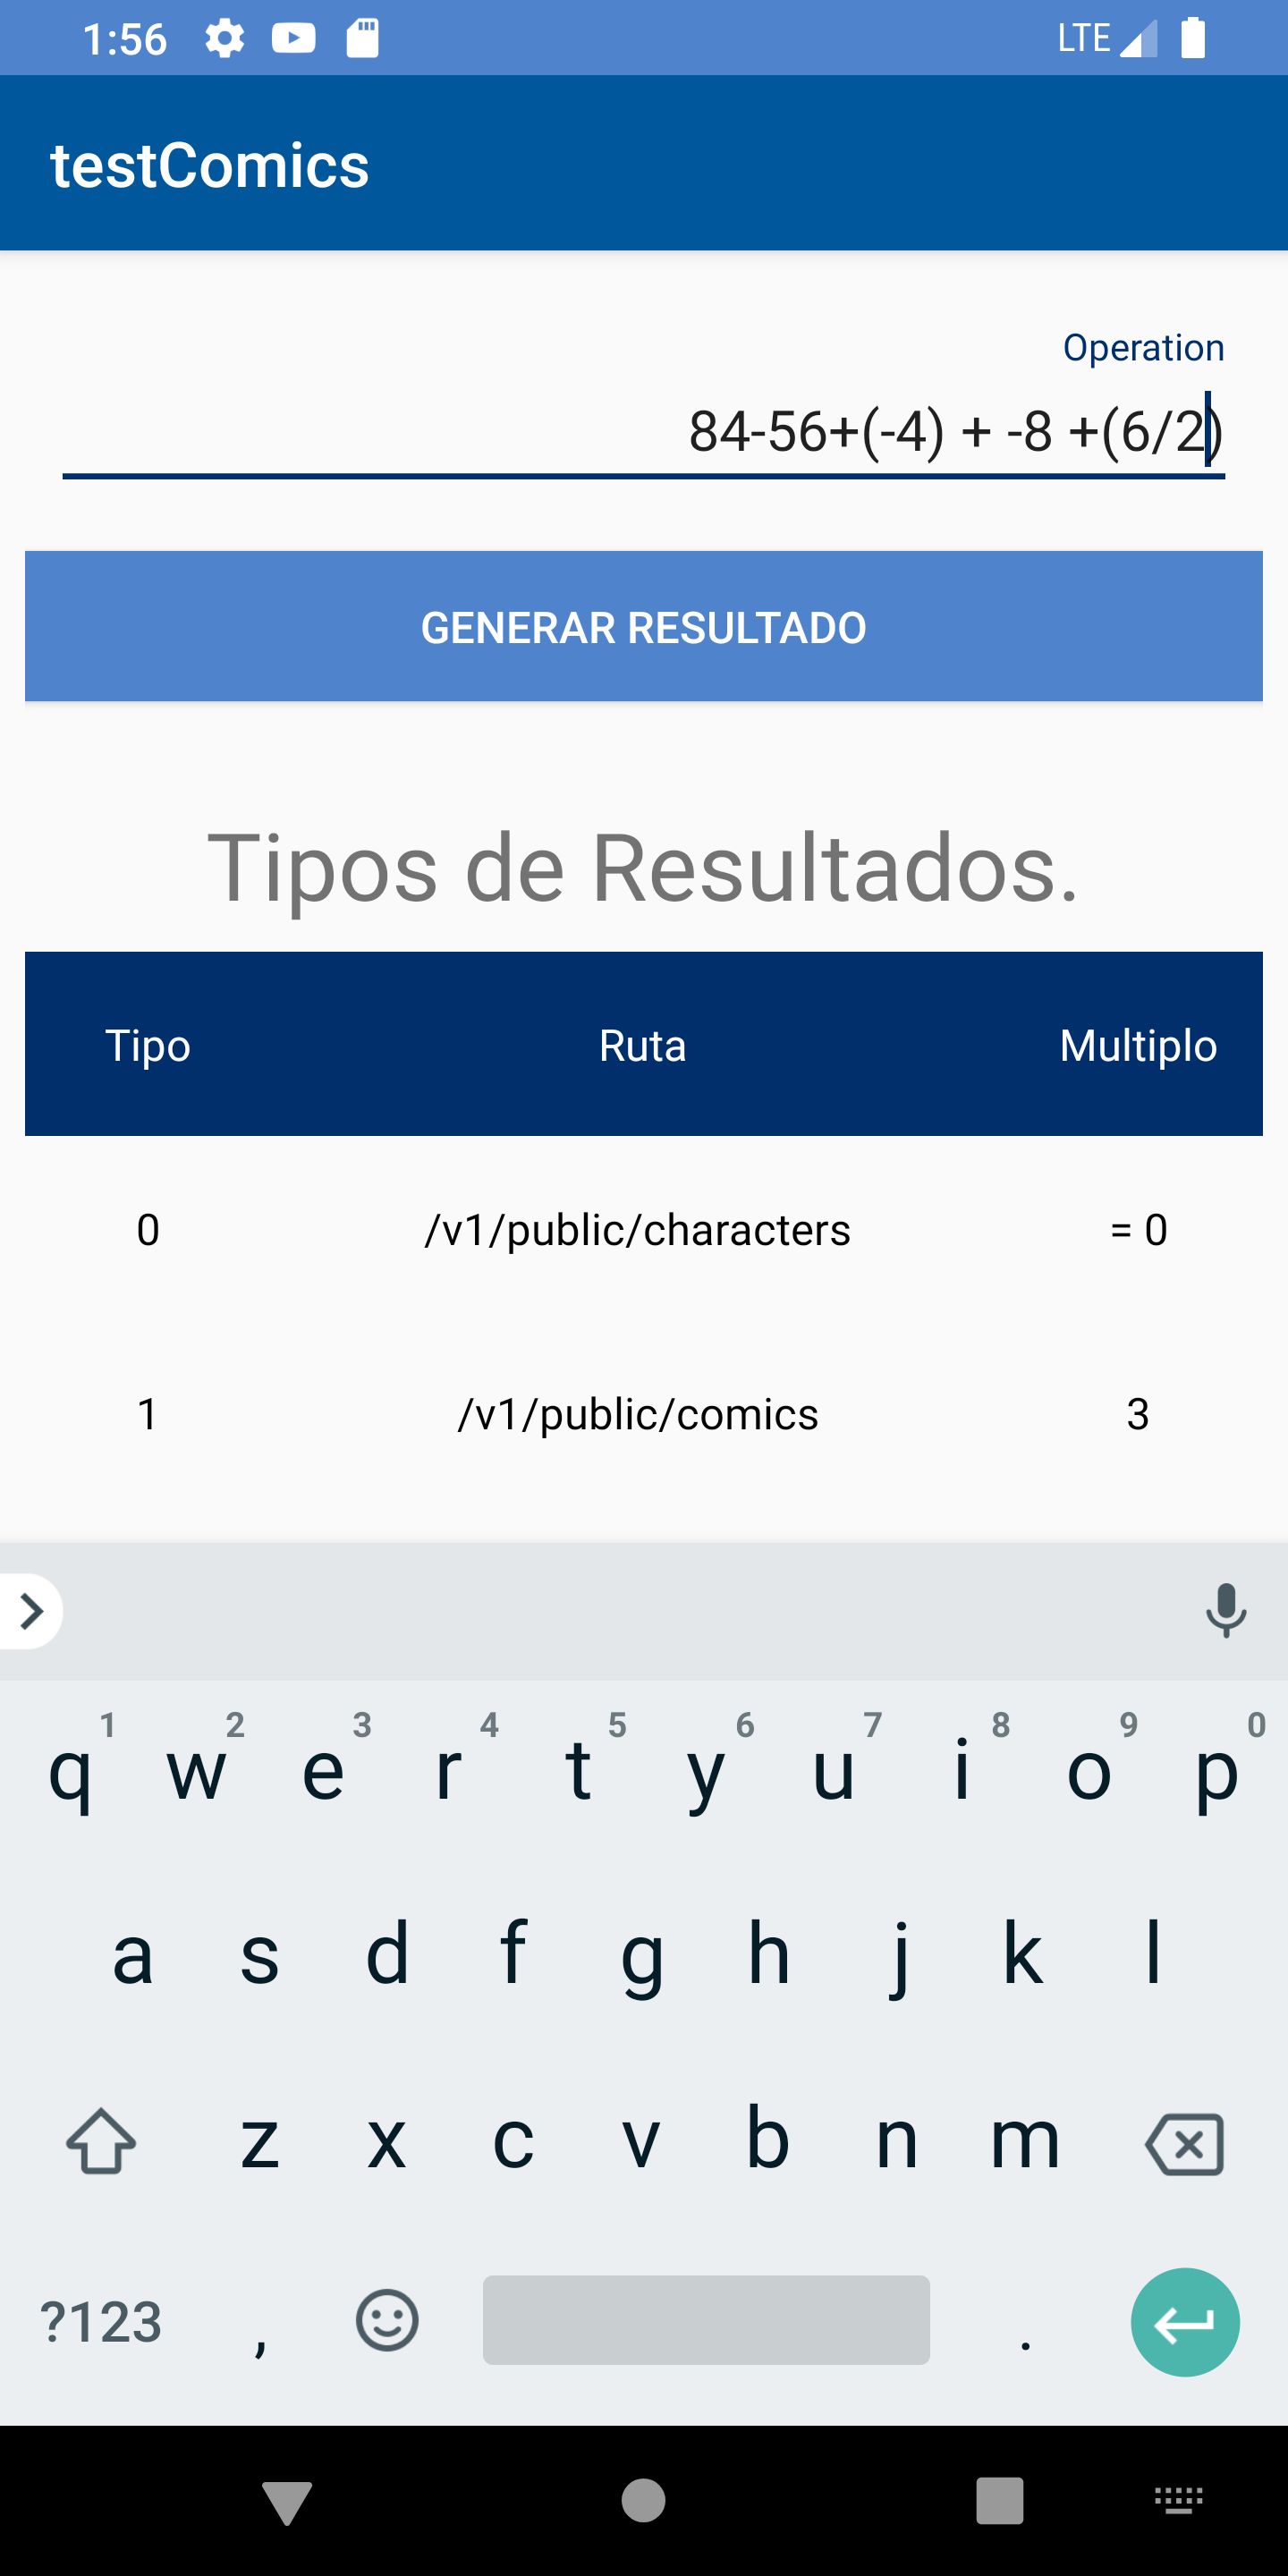 1:56 LTE
testComics
Operation
84-56+(-4) + -8 +(6/2)
GENERAR RESULTADO
Tipos de Resultados.
Tipo Ruta Multiplo
0 /v1/public/characters = 0
1 /v1/public/comics 3
1 2 3 4 5 6 7 8 9 0
q w e r t y u i o p
a s d f g h j k l
z x c v b n m
?123 , .